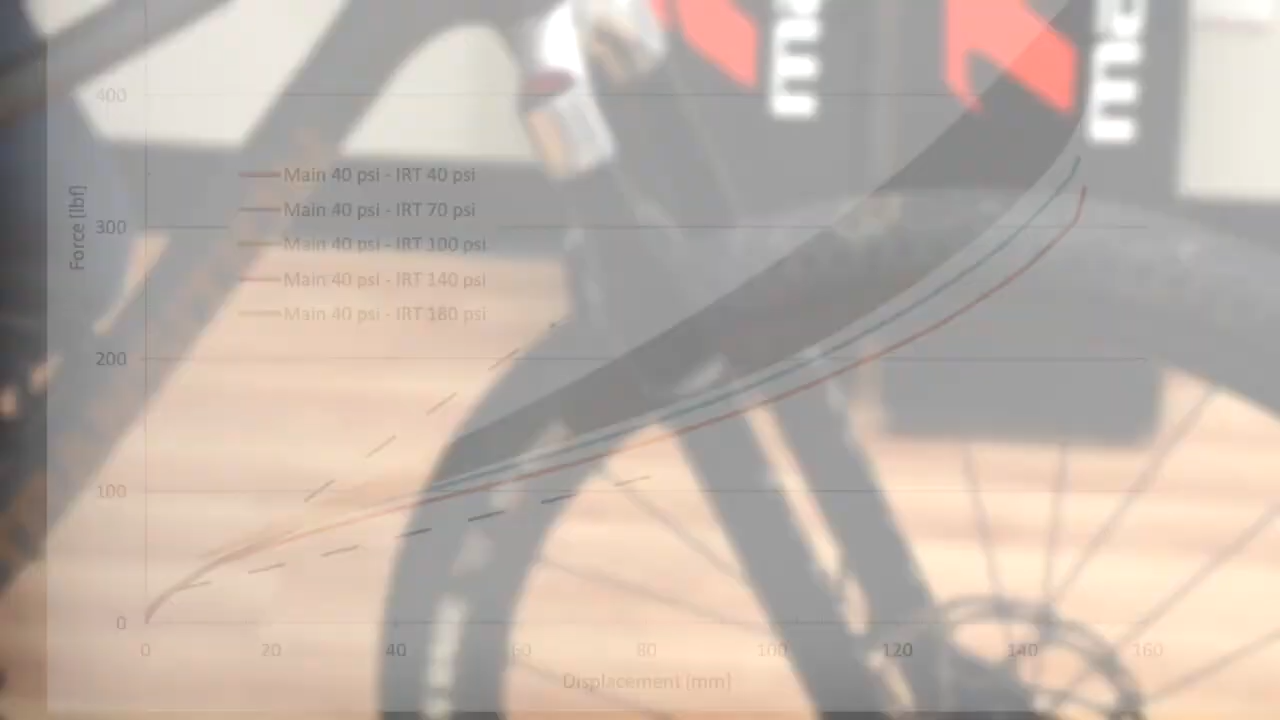 400
300
200
100
0
Force [lbf]
Main 40 psi - IRT 40 psi
Main 40 psi - IRT 70 psi
Main 40 psi - IRT 100 psi
Main 40 psi - IRT 140 psi
Main 40 psi - IRT 180 psi
0 20 40 60 80 100 120 140 160
Displacement [mm]